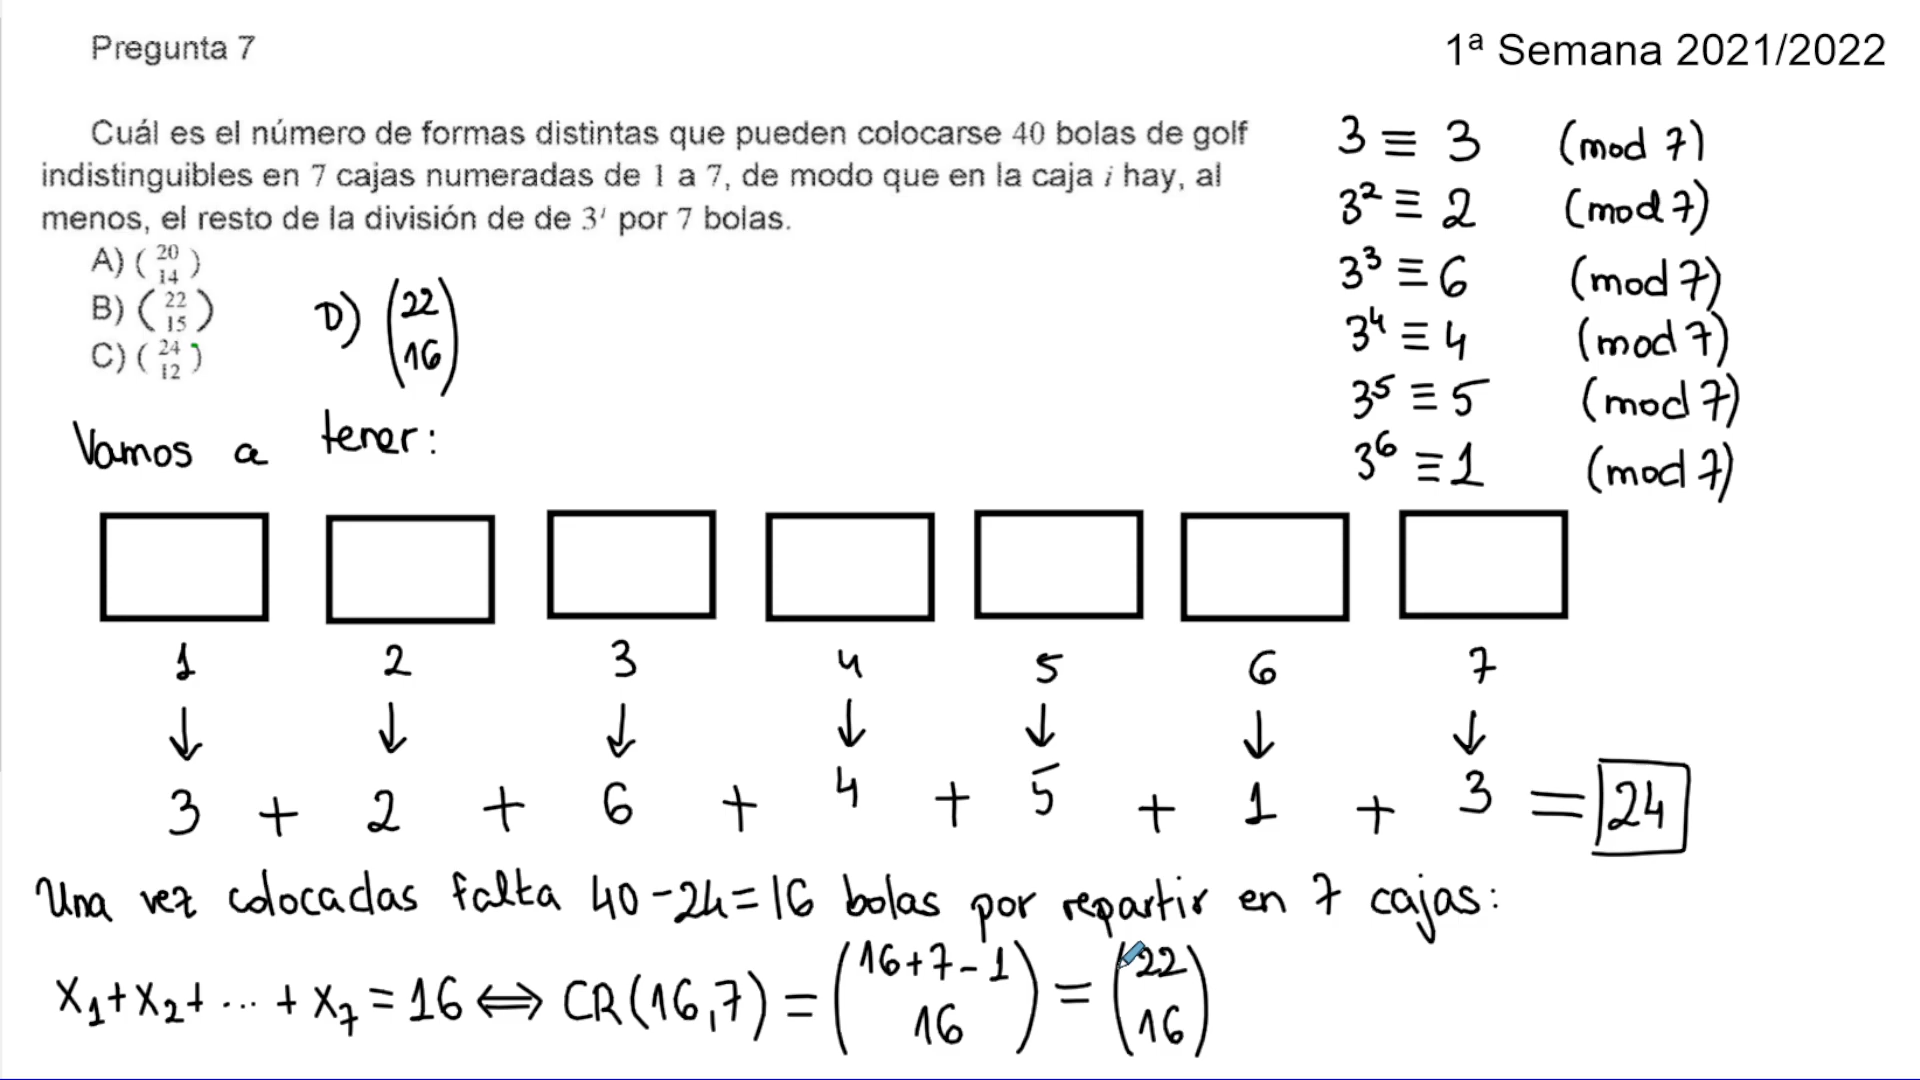 Pregunta 7
1ª Semana 2021/2022
Cuál es el número de formas distintas que pueden colocarse 40 bolas de golf
indistinguibles en 7 cajas numeradas de 1 a 7, de modo que en la caja i hay, al
menos, el resto de la división de de 3ⁱ por 7 bolas.
A) (20 14)
B) (22 15)
C) (24 12)
D) (22 16)
3 ≡ 3 (mod 7)
3² ≡ 2 (mod 7)
3³ ≡ 6 (mod 7)
3⁴ ≡ 4 (mod 7)
3⁵ ≡ 5 (mod 7)
3⁶ ≡ 1 (mod 7)
Vamos a tener:
1 2 3 4 5 6 7
↓ ↓ ↓ ↓ ↓ ↓ ↓
3 + 2 + 6 + 4 + 5 + 1 + 3 = 24
Una vez colocadas falta 40-24=16 bolas por repartir en 7 cajas:
x₁+x₂+ ... + x₇ = 16 ⇔ CR(16,7) = (16+7-1 16) = (22 16)